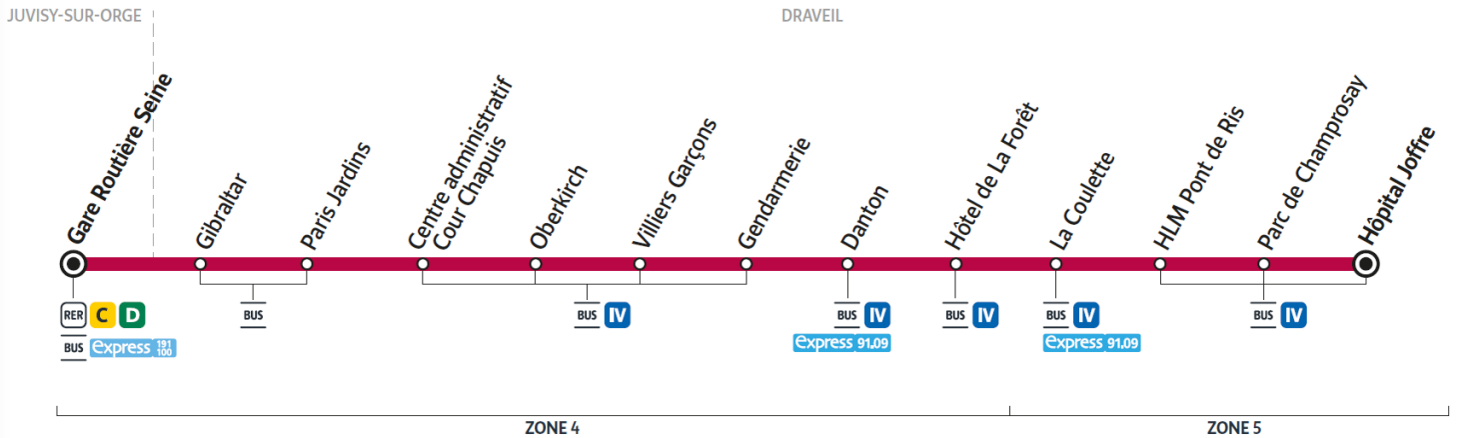 JUVISY-SUR-ORGE
DRAVEIL
Gare Routière Seine
Gibraltar
Paris Jardins
Centre administratif
Cour Chapuis
Oberkirch
Villiers Garçons
Gendarmerie
Danton
Hôtel de La Forêt
La Coulette
HLM Pont de Ris
Parc de Champrosay
Hôpital Joffre
RER C D
BUS express 191 100
BUS
BUS IV
BUS IV
express 91.09
BUS IV
BUS IV
express 91.09
BUS IV
ZONE 4
ZONE 5